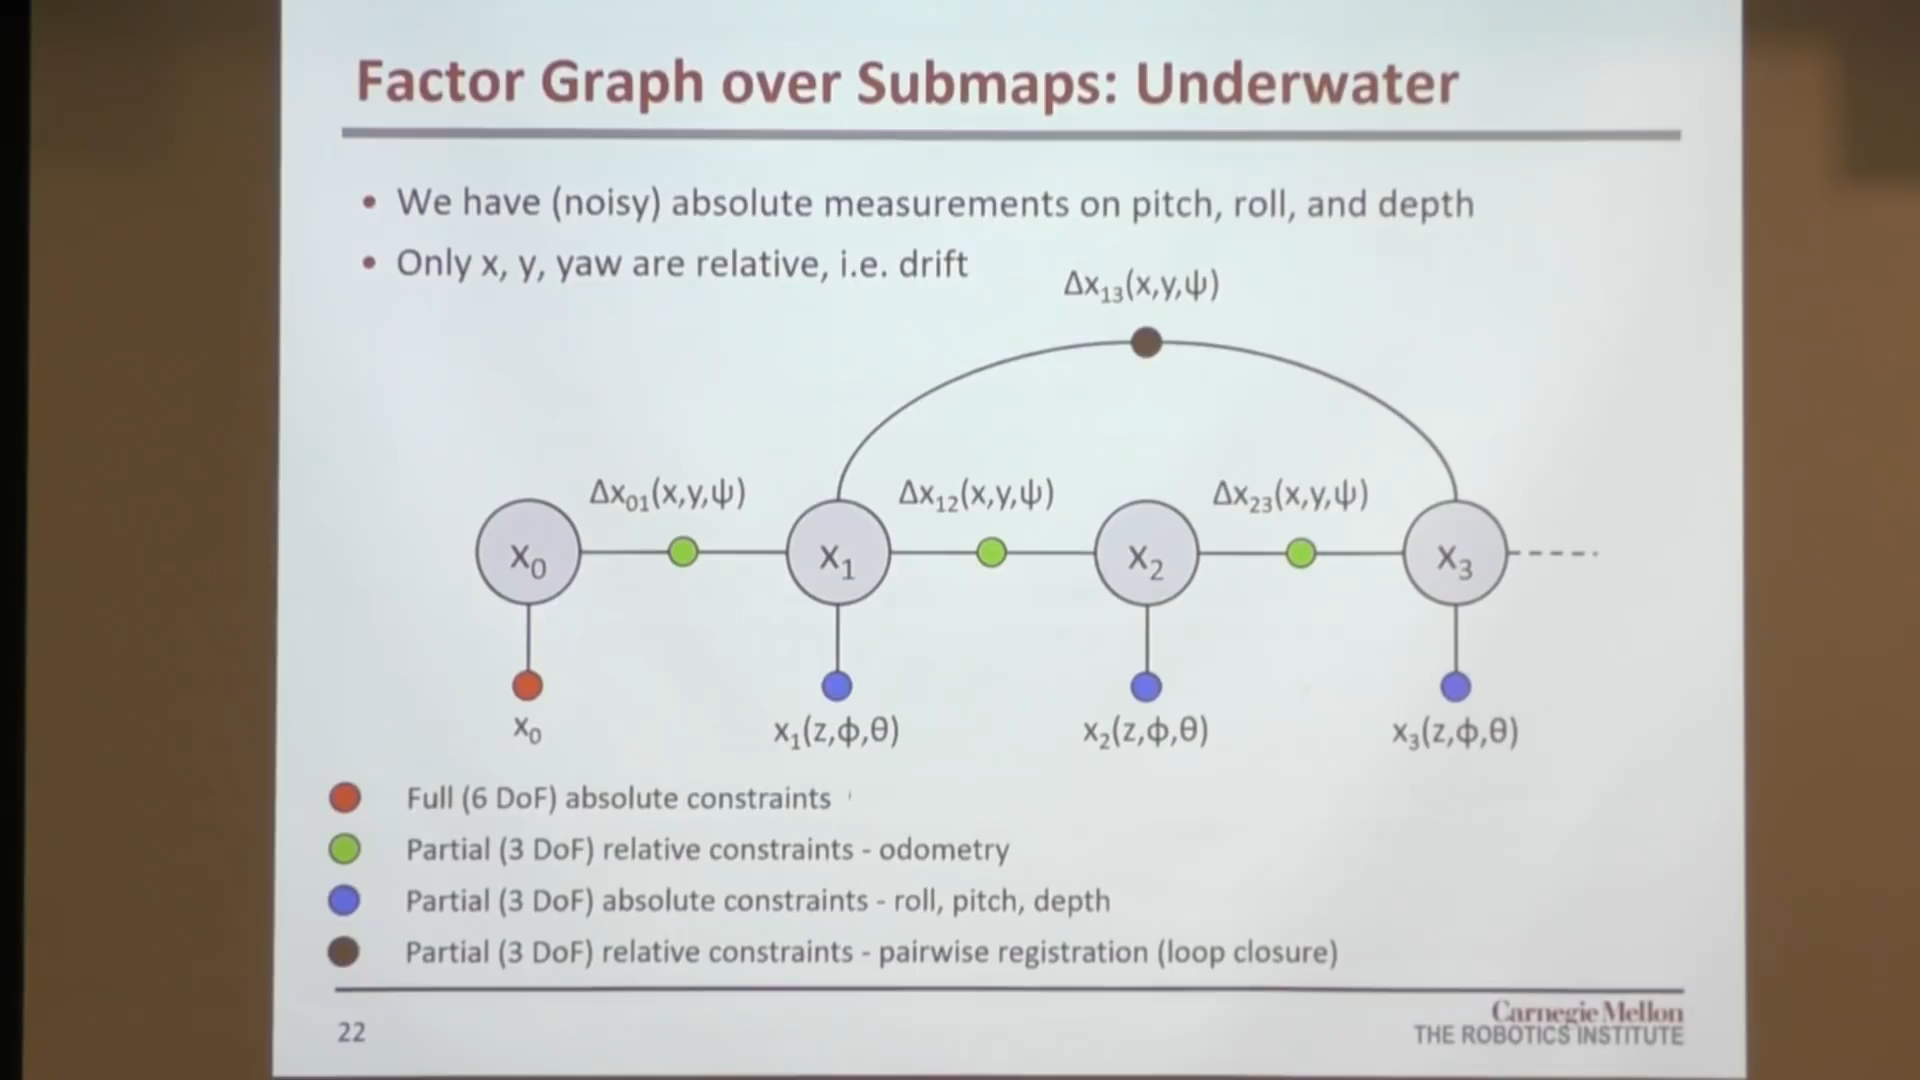 Factor Graph over Submaps: Underwater
• We have (noisy) absolute measurements on pitch, roll, and depth
• Only x, y, yaw are relative, i.e. drift
Δx₁₃(x,y,ψ)
Δx₀₁(x,y,ψ)
Δx₁₂(x,y,ψ)
Δx₂₃(x,y,ψ)
x₀
x₁
x₂
x₃
x₀
x₁(z,ϕ,θ)
x₂(z,ϕ,θ)
x₃(z,ϕ,θ)
Full (6 DoF) absolute constraints
Partial (3 DoF) relative constraints - odometry
Partial (3 DoF) absolute constraints - roll, pitch, depth
Partial (3 DoF) relative constraints - pairwise registration (loop closure)
22
Carnegie Mellon
THE ROBOTICS INSTITUTE